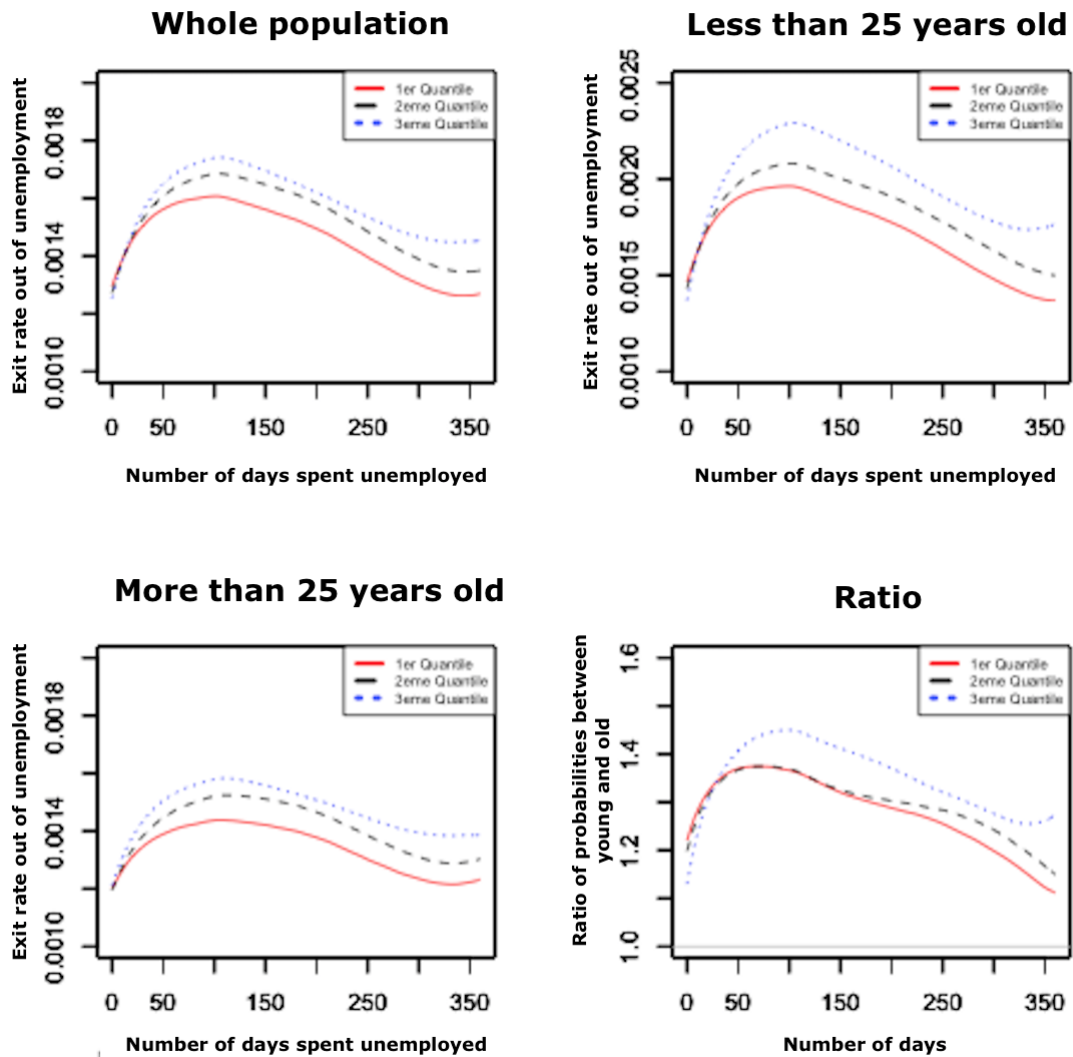 Whole population
Exit rate out of unemployment
0.0010 0.0014 0.0018
1er Quantile
2eme Quantile
3eme Quantile
0 50 150 250 350
Number of days spent unemployed
Less than 25 years old
Exit rate out of unemployment
0.0010 0.0015 0.0020 0.0025
1er Quantile
2eme Quantile
3eme Quantile
0 50 150 250 350
Number of days spent unemployed
More than 25 years old
Exit rate out of unemployment
0.0010 0.0014 0.0018
1er Quantile
2eme Quantile
3eme Quantile
0 50 150 250 350
Number of days spent unemployed
Ratio
Ratio of probabilities between
young and old
1.0 1.2 1.4 1.6
1er Quantile
2eme Quantile
3eme Quantile
0 50 150 250 350
Number of days